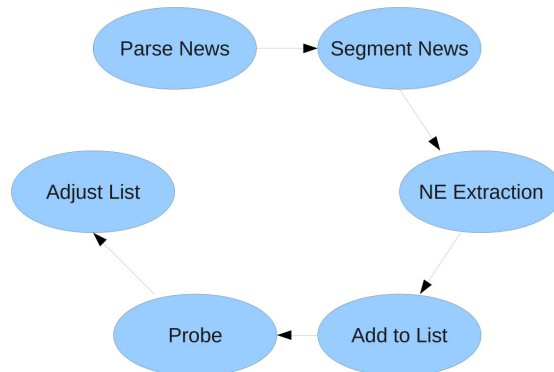 Parse News
Segment News
NE Extraction
Add to List
Probe
Adjust List